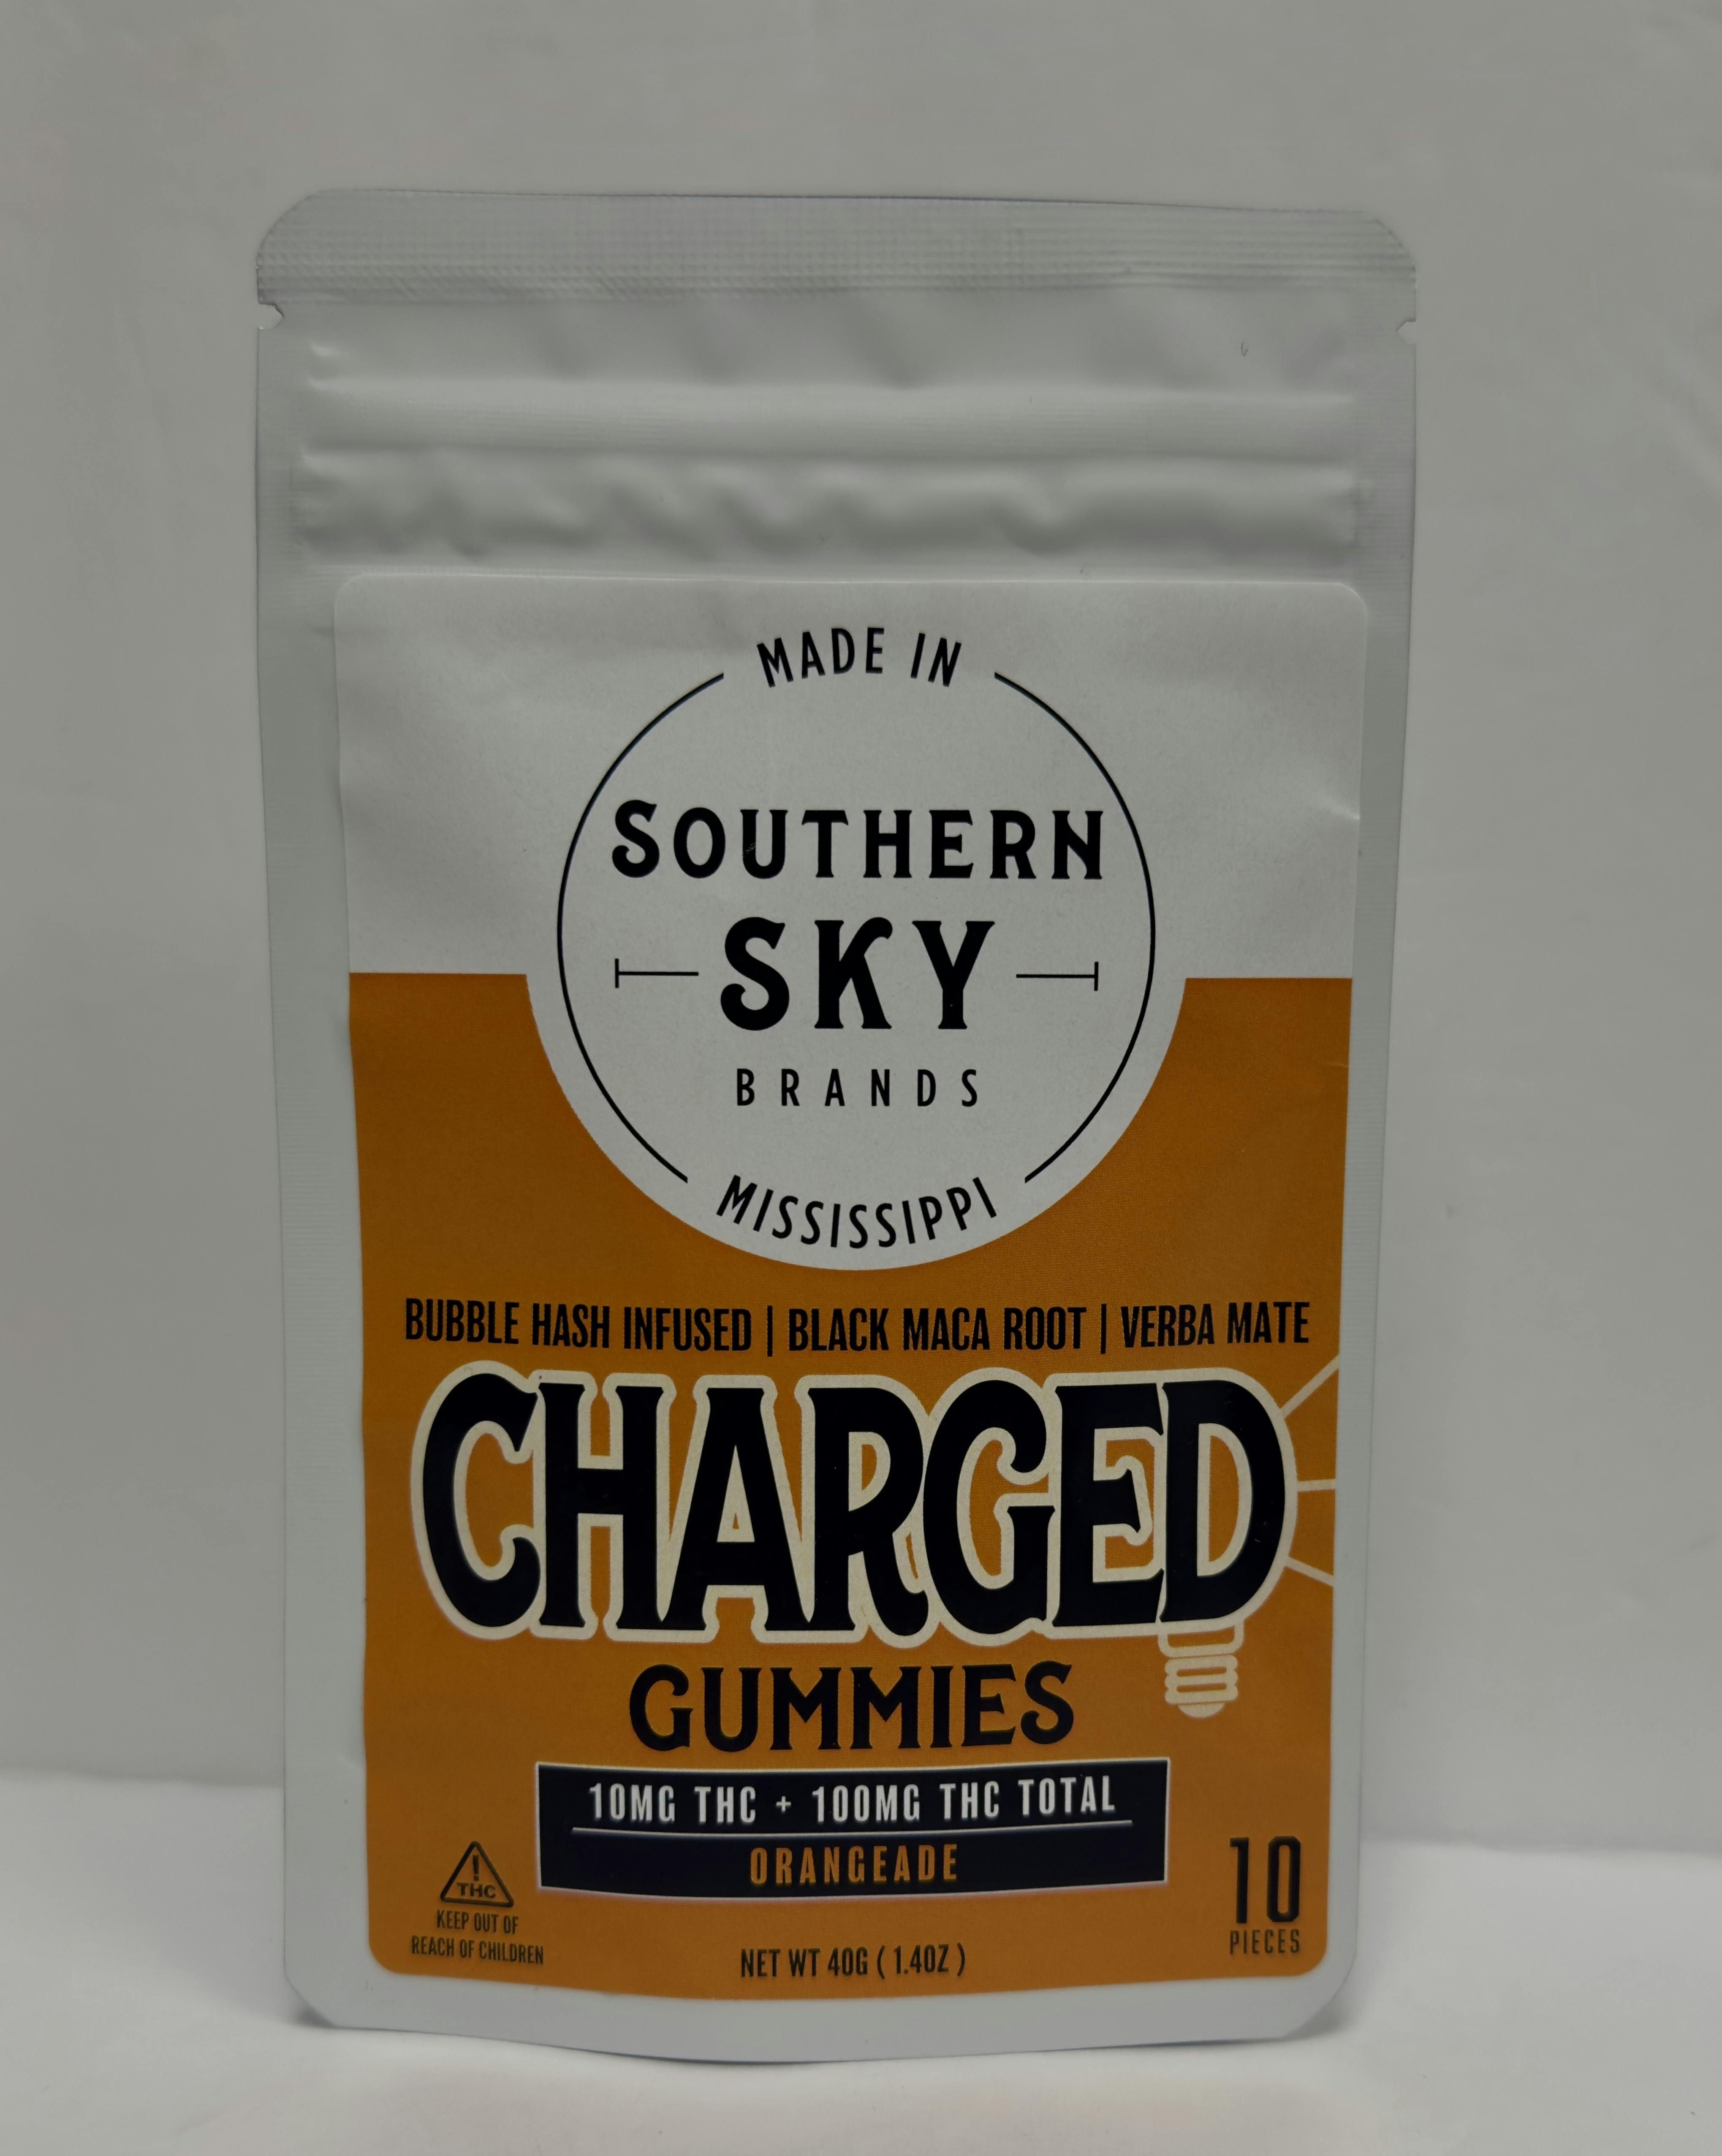 MADE IN
SOUTHERN
SKY
BRANDS
MISSISSIPPI
BUBBLE HASH INFUSED | BLACK MACA ROOT | VERBA MATE
CHARGED
GUMMIES
10MG THC + 100MG THC TOTAL
ORANGEADE
!
THC
KEEP OUT OF
REACH OF CHILDREN
NET WT 40G ( 1.4OZ )
10
PIECES